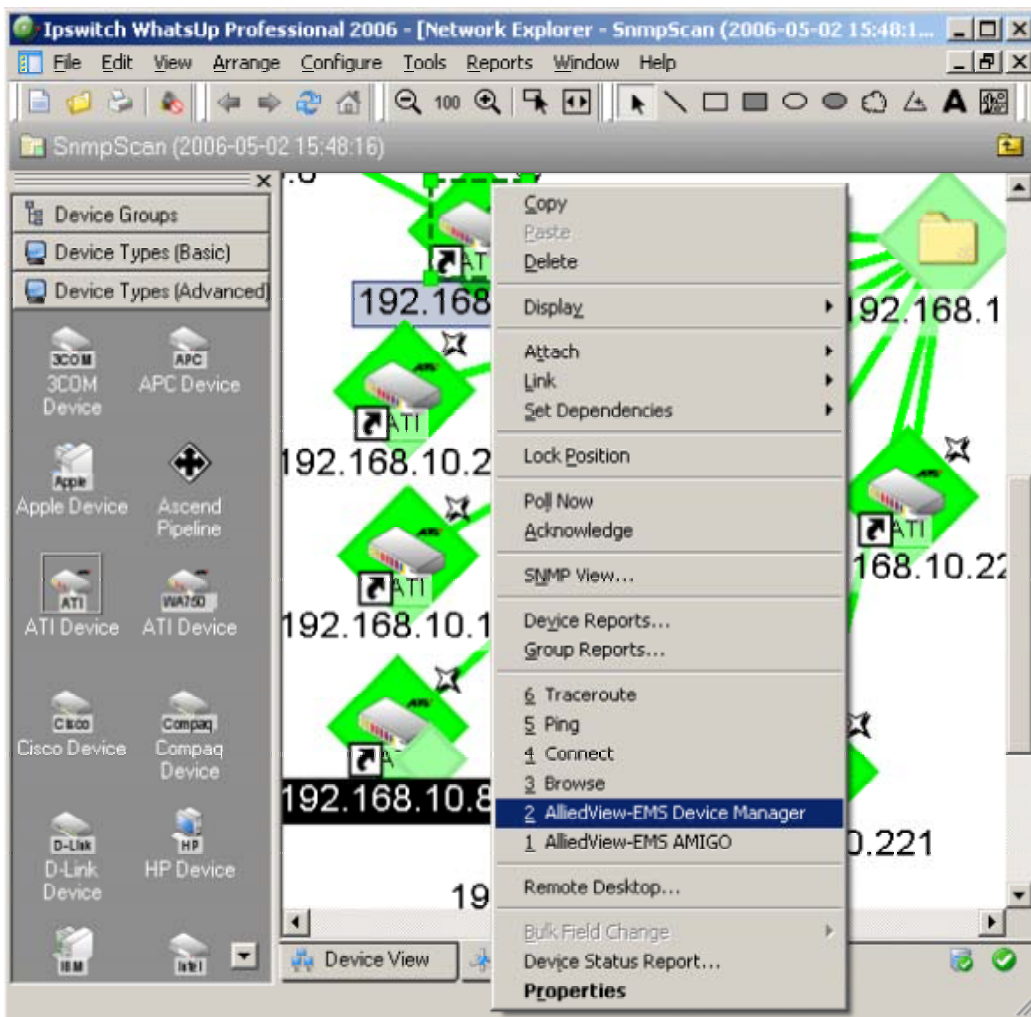 Ipswitch WhatsUp Professional 2006 - [Network Explorer - SnmpScan (2006-05-02 15:48:1...
File Edit View Arrange Configure Tools Reports Window Help
100
A
SnmpScan (2006-05-02 15:48:16)
Device Groups
Device Types (Basic)
Device Types (Advanced)
3COM
3COM Device
APC
APC Device
Apple
Apple Device
Ascend Pipeline
ATI
ATI Device
WA750
ATI Device
Cisco
Cisco Device
Compaq
Compaq Device
D-Link
D-Link Device
HP
HP Device
IBM
Intel
192.168
ATI
192.168.10.2
ATI
192.168.10.1
192.168.10.8
19
192.168.1
ATI
168.10.22
0.221
Copy
Paste
Delete
Display
Attach
Link
Set Dependencies
Lock Position
Poll Now
Acknowledge
SNMP View...
Device Reports...
Group Reports...
6 Traceroute
5 Ping
4 Connect
3 Browse
2 AlliedView-EMS Device Manager
1 AlliedView-EMS AMIGO
Remote Desktop...
Bulk Field Change
Device Status Report...
Properties
Device View